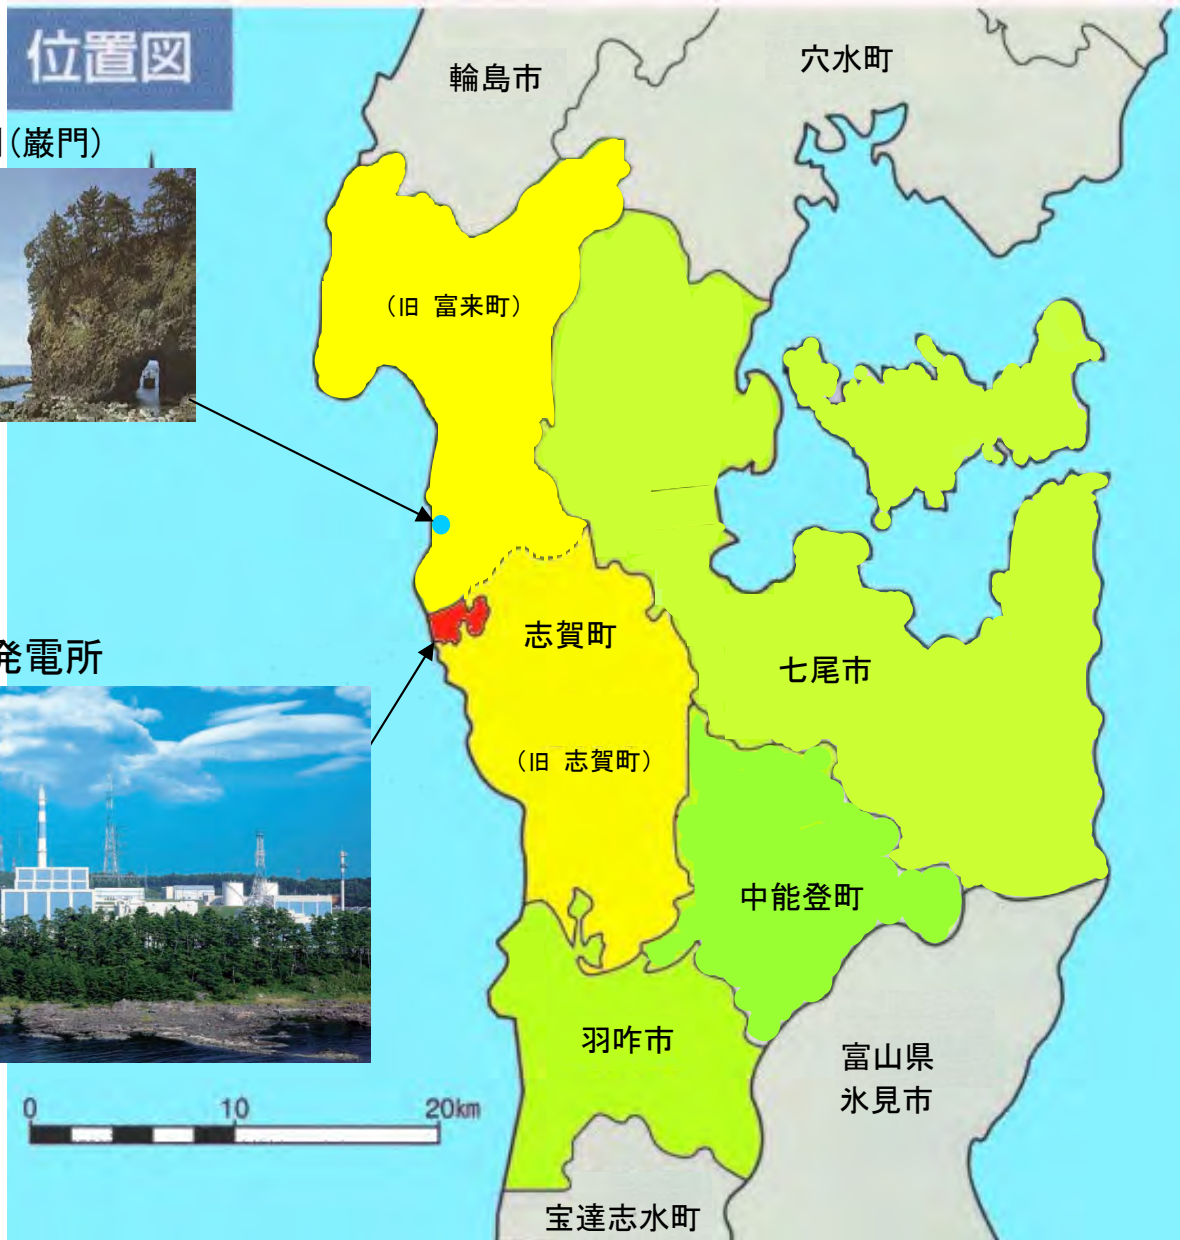 位置図
輪島市
穴水町
(巌門)
（旧 富来町）
志賀町
発電所
七尾市
（旧 志賀町）
中能登町
羽咋市
富山県
氷見市
0 10 20km
宝達志水町